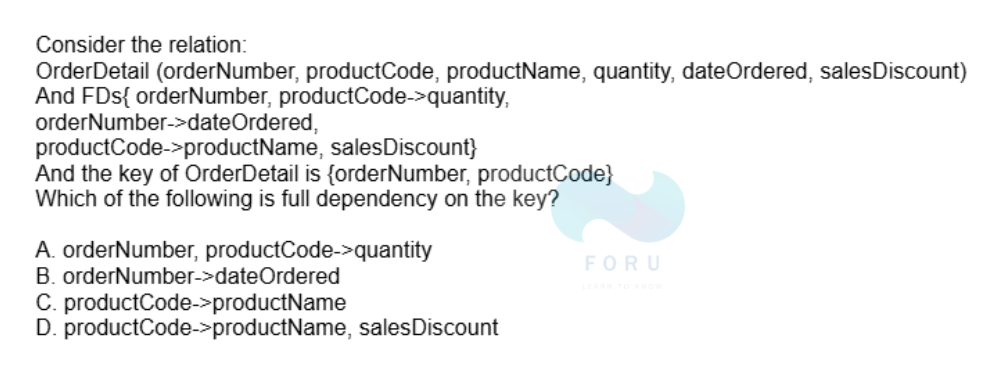 Consider the relation:
OrderDetail (orderNumber, productCode, productName, quantity, dateOrdered, salesDiscount)
And FDs{ orderNumber, productCode->quantity,
orderNumber->dateOrdered,
productCode->productName, salesDiscount}
And the key of OrderDetail is {orderNumber, productCode}
Which of the following is full dependency on the key?
A. orderNumber, productCode->quantity
B. orderNumber->dateOrdered
C. productCode->productName
D. productCode->productName, salesDiscount
FORU